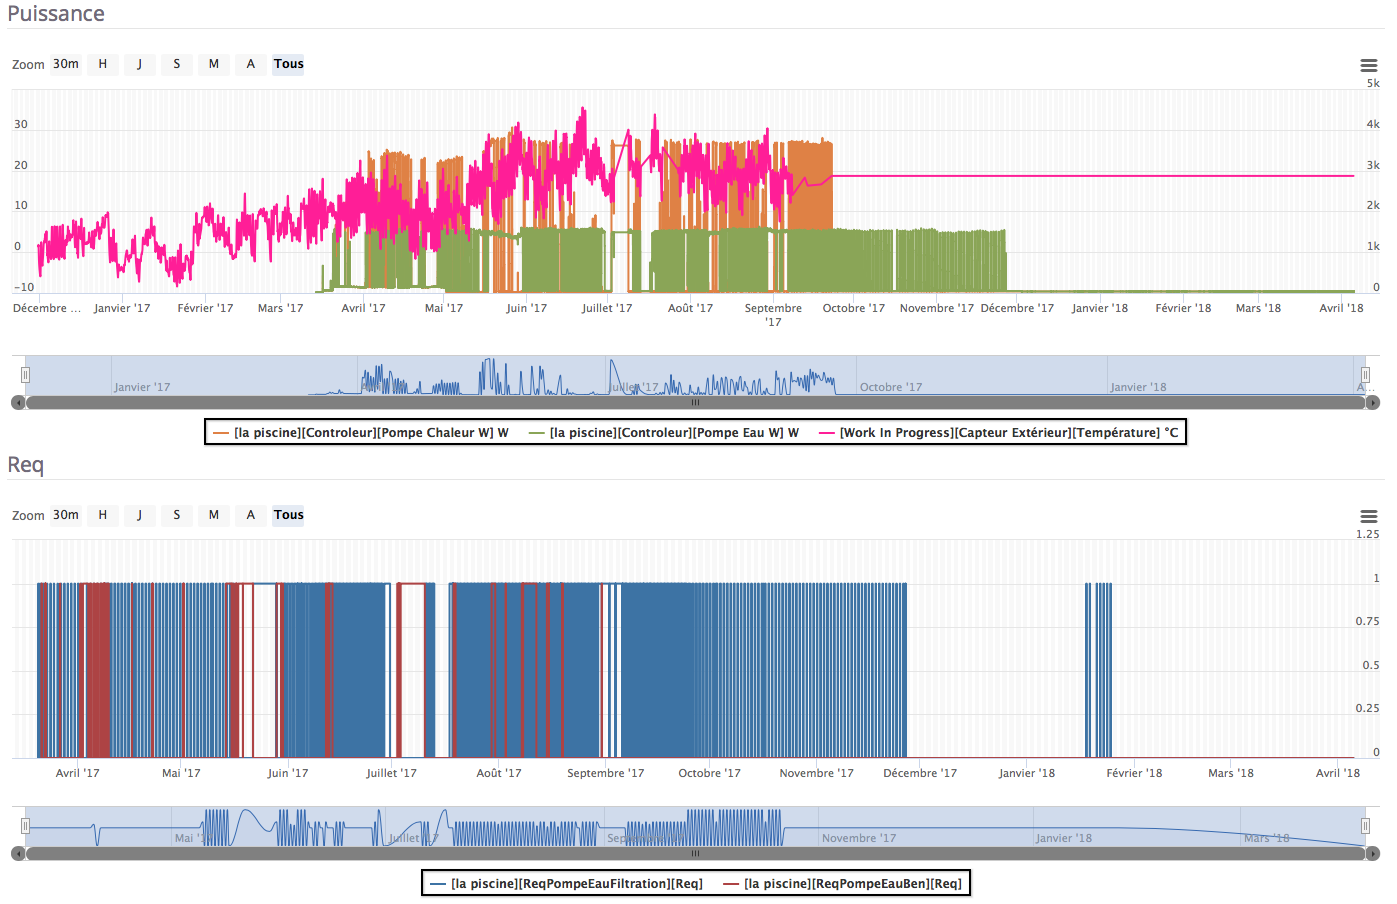 Puissance
Zoom 30m H J S M A Tous
5k
30 4k
20 3k
10 2k
0 1k
-10 0
Décembre ... Janvier '17 Février '17 Mars '17 Avril '17 Mai '17 Juin '17 Juillet '17 Août '17 Septembre '17 Octobre '17 Novembre '17 Décembre '17 Janvier '18 Février '18 Mars '18 Avril '18
Janvier '17 Juillet '17 Octobre '17 Janvier '18 A...
[la piscine][Controleur][Pompe Chaleur W] W [la piscine][Controleur][Pompe Eau W] W [Work In Progress][Capteur Extérieur][Température] °C
Req
Zoom 30m H J S M A Tous
1.25
1
0.75
0.5
0.25
0
Avril '17 Mai '17 Juin '17 Juillet '17 Août '17 Septembre '17 Octobre '17 Novembre '17 Décembre '17 Janvier '18 Février '18 Mars '18 Avril '18
Mai '17 Juillet '17 Septembre '17 Novembre '17 Janvier '18 Mars '18
[la piscine][ReqPompeEauFiltration][Req] [la piscine][ReqPompeEauBen][Req]